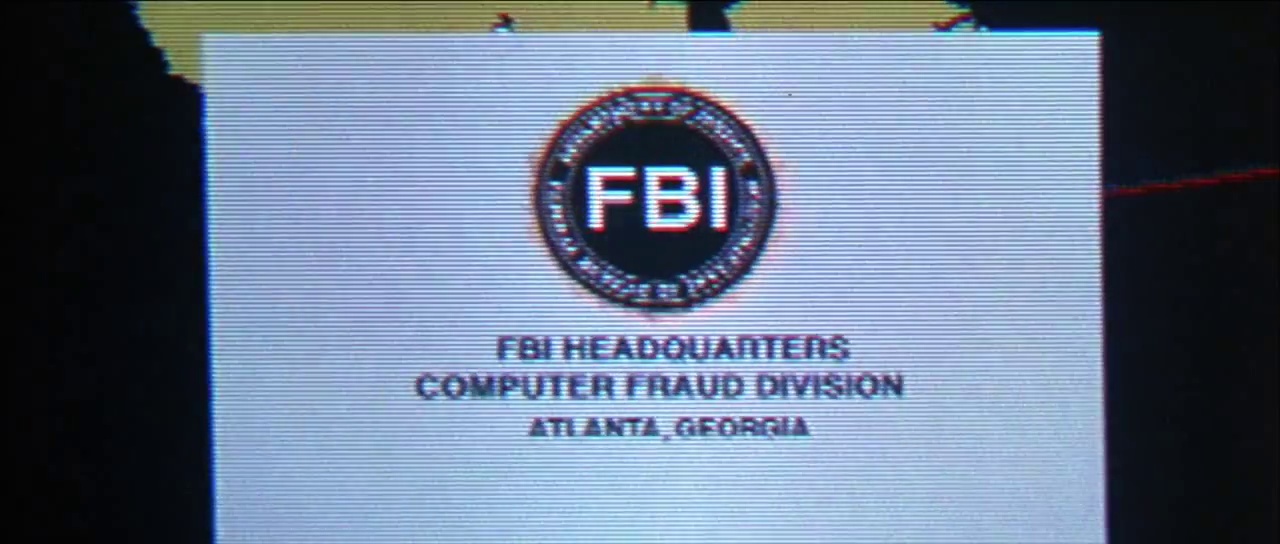 FBI
FBI HEADQUARTERS
COMPUTER FRAUD DIVISION
ATLANTA, GEORGIA